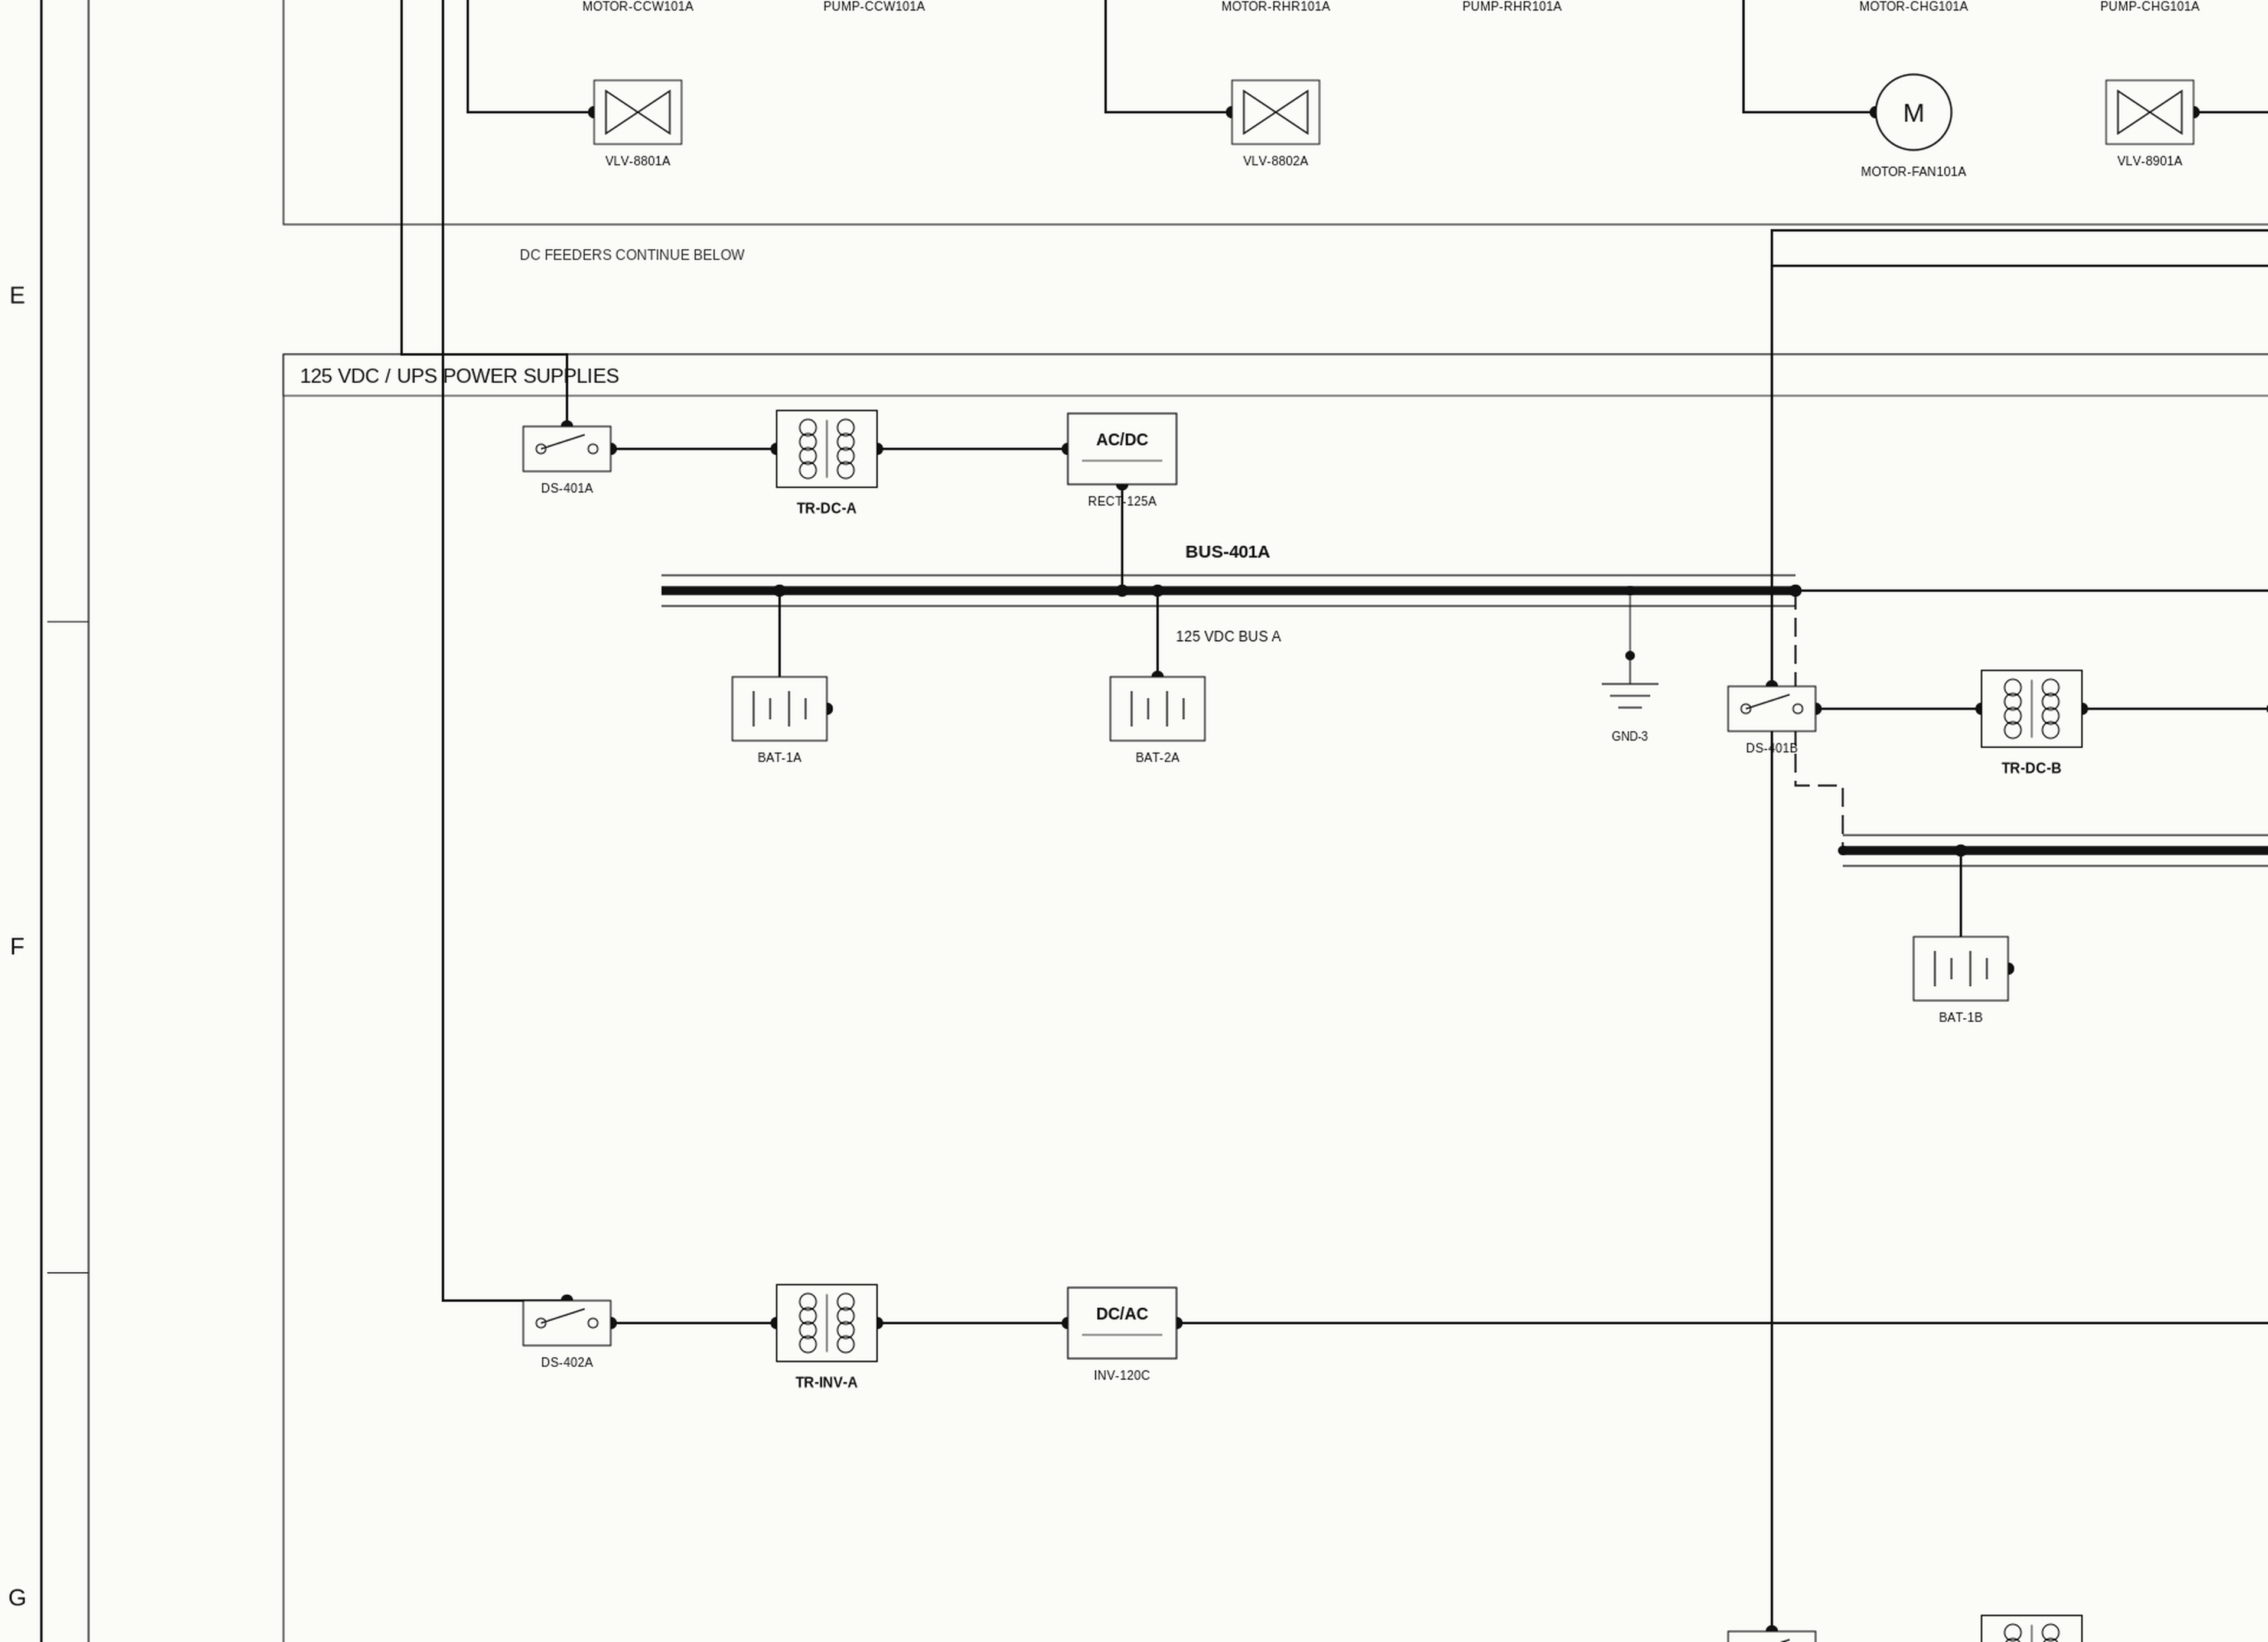 MOTOR-CCW101A
PUMP-CCW101A
MOTOR-RHR101A
PUMP-RHR101A
MOTOR-CHG101A
PUMP-CHG101A
M
VLV-8801A
VLV-8802A
MOTOR-FAN101A
VLV-8901A
DC FEEDERS CONTINUE BELOW
E
125 VDC / UPS POWER SUPPLIES
AC/DC
DS-401A
TR-DC-A
RECT-125A
BUS-401A
125 VDC BUS A
BAT-1A
BAT-2A
GND-3
DS-401B
TR-DC-B
F
BAT-1B
DC/AC
DS-402A
TR-INV-A
INV-120C
G